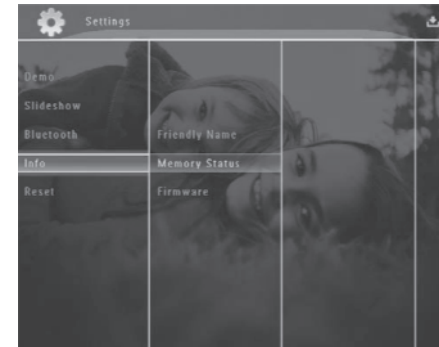 Settings
Demo
Slideshow
Bluetooth
Info
Reset
Friendly Name
Memory Status
Firmware